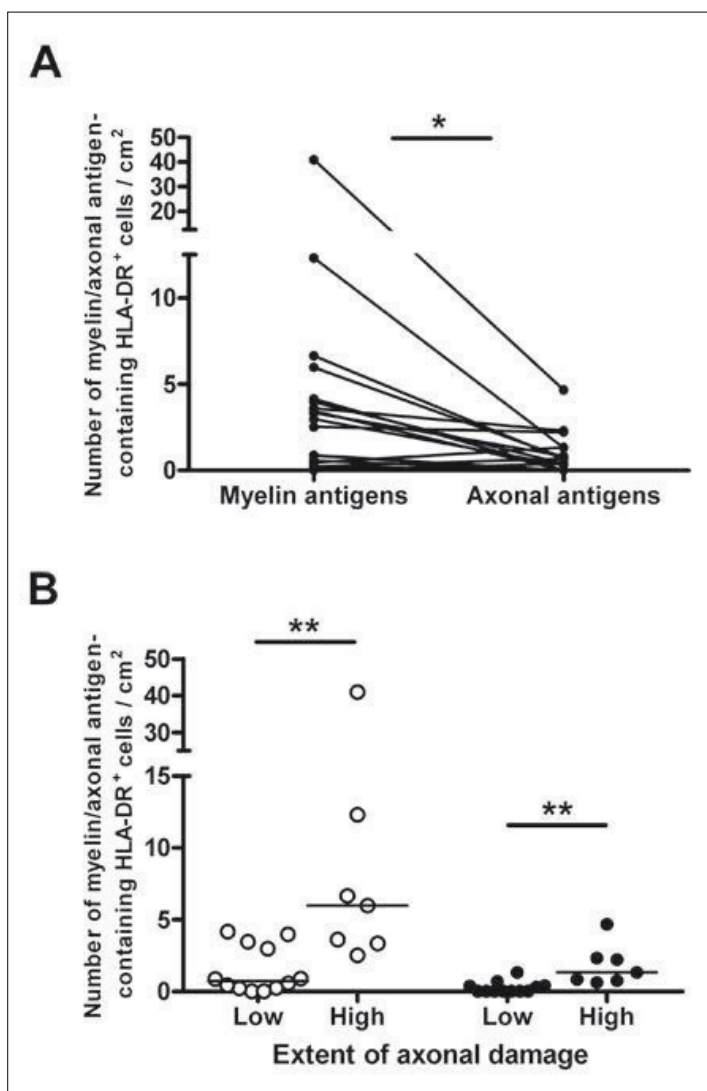 A
*
Number of myelin/axonal antigen-
containing HLA-DR⁺ cells / cm²
50
40
30
20
10
5
0
Myelin antigens
Axonal antigens
B
**
**
Number of myelin/axonal antigen-
containing HLA-DR⁺ cells / cm²
50
40
30
15
10
5
0
Low
High
Low
High
Extent of axonal damage